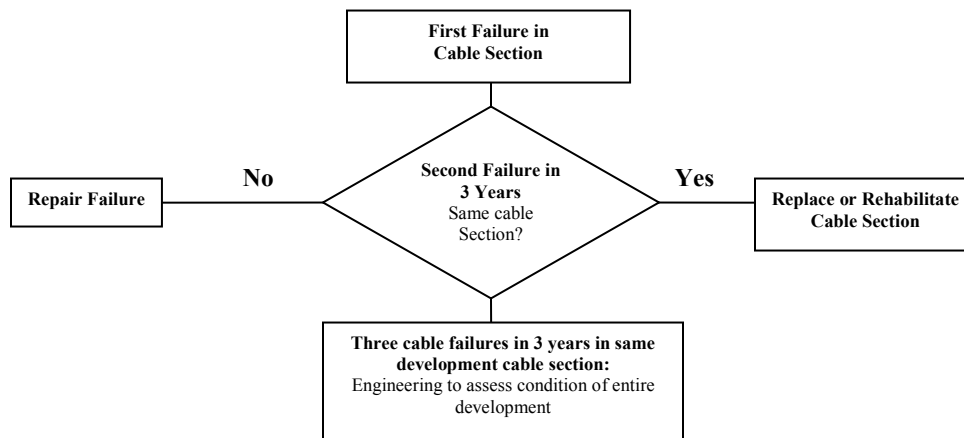 First Failure in
Cable Section
No
Yes
Repair Failure
Second Failure in
3 Years
Same cable
Section?
Replace or Rehabilitate
Cable Section
Three cable failures in 3 years in same
development cable section:
Engineering to assess condition of entire
development